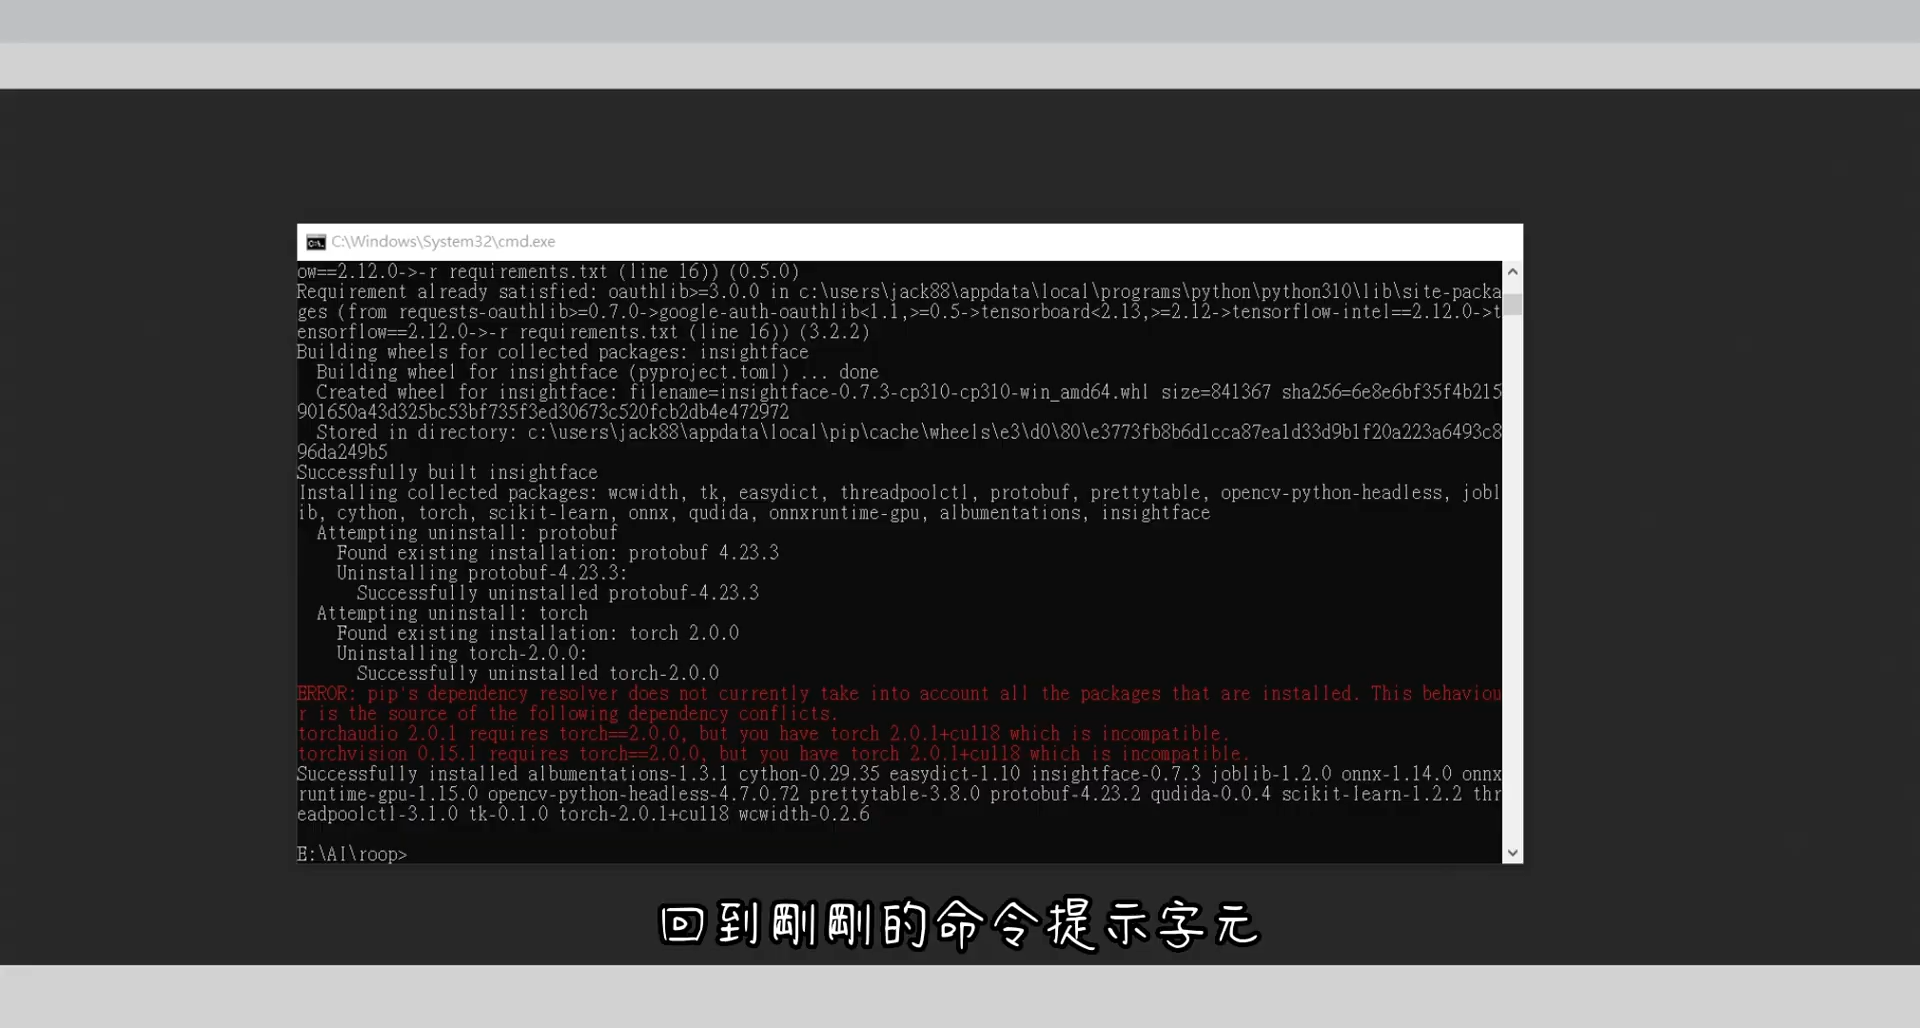 C:\Windows\System32\cmd.exe
ow==2.12.0->-r requirements.txt (line 16)) (0.5.0)
Requirement already satisfied: oauthlib>=3.0.0 in c:\users\jack88\appdata\local\programs\python\python310\lib\site-packa
ges (from requests-oauthlib>=0.7.0->google-auth-oauthlib<1.1,>=0.5->tensorboard<2.13,>=2.12->tensorflow-intel==2.12.0->t
ensorflow==2.12.0->-r requirements.txt (line 16)) (3.2.2)
Building wheels for collected packages: insightface
  Building wheel for insightface (pyproject.toml) ... done
  Created wheel for insightface: filename=insightface-0.7.3-cp310-cp310-win_amd64.whl size=841367 sha256=6e8e6bf35f4b215
901650a43d325bc53bf735f3ed30673c520fcb2db4e472972
  Stored in directory: c:\users\jack88\appdata\local\pip\cache\wheels\e3\d0\80\e3773fb8b6d1cca87ea1d33d9b1f20a223a6493c8
96da249b5
Successfully built insightface
Installing collected packages: wcwidth, tk, easydict, threadpoolctl, protobuf, prettytable, opencv-python-headless, jobl
ib, cython, torch, scikit-learn, onnx, qudida, onnxruntime-gpu, albumentations, insightface
  Attempting uninstall: protobuf
    Found existing installation: protobuf 4.23.3
    Uninstalling protobuf-4.23.3:
      Successfully uninstalled protobuf-4.23.3
  Attempting uninstall: torch
    Found existing installation: torch 2.0.0
    Uninstalling torch-2.0.0:
      Successfully uninstalled torch-2.0.0
ERROR: pip's dependency resolver does not currently take into account all the packages that are installed. This behaviou
r is the source of the following dependency conflicts.
torchaudio 2.0.1 requires torch==2.0.0, but you have torch 2.0.1+cu118 which is incompatible.
torchvision 0.15.1 requires torch==2.0.0, but you have torch 2.0.1+cu118 which is incompatible.
Successfully installed albumentations-1.3.1 cython-0.29.35 easydict-1.10 insightface-0.7.3 joblib-1.2.0 onnx-1.14.0 onnx
runtime-gpu-1.15.0 opencv-python-headless-4.7.0.72 prettytable-3.8.0 protobuf-4.23.2 qudida-0.0.4 scikit-learn-1.2.2 thr
eadpoolctl-3.1.0 tk-0.1.0 torch-2.0.1+cu118 wcwidth-0.2.6
E:\AI\roop>
回到剛剛的命令提示字元